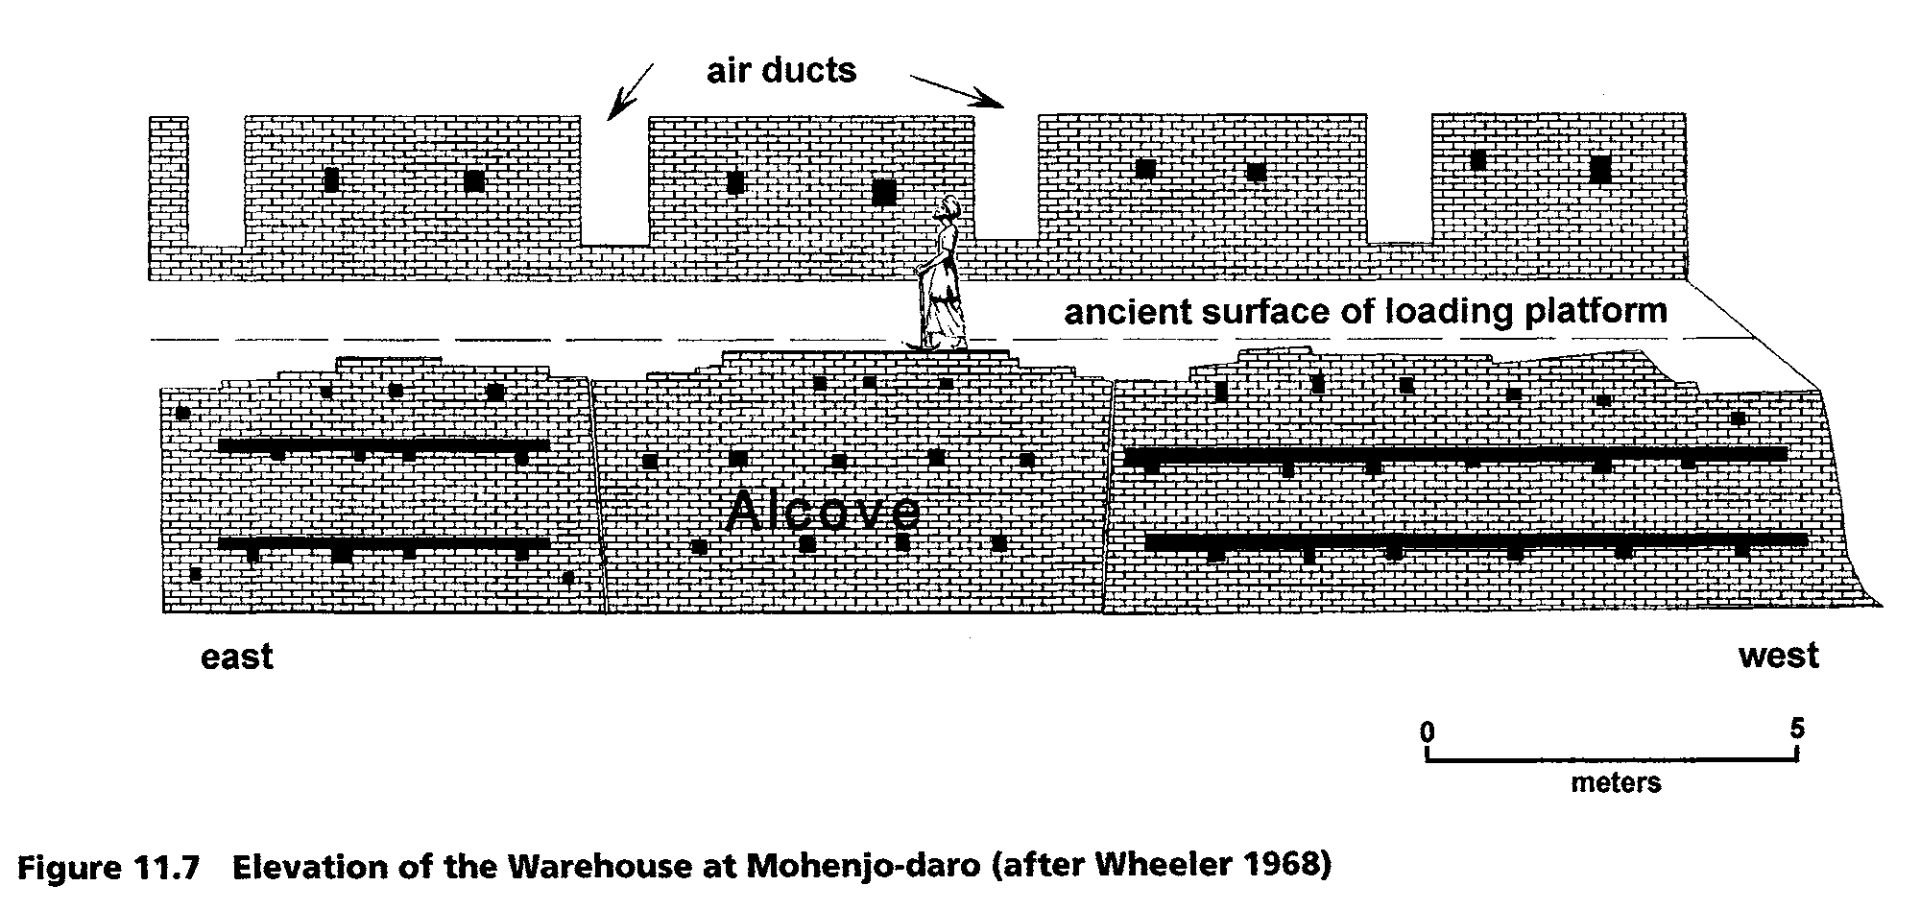 air ducts
ancient surface of loading platform
Alcove
east
west
0 5
meters
Figure 11.7 Elevation of the Warehouse at Mohenjo-daro (after Wheeler 1968)